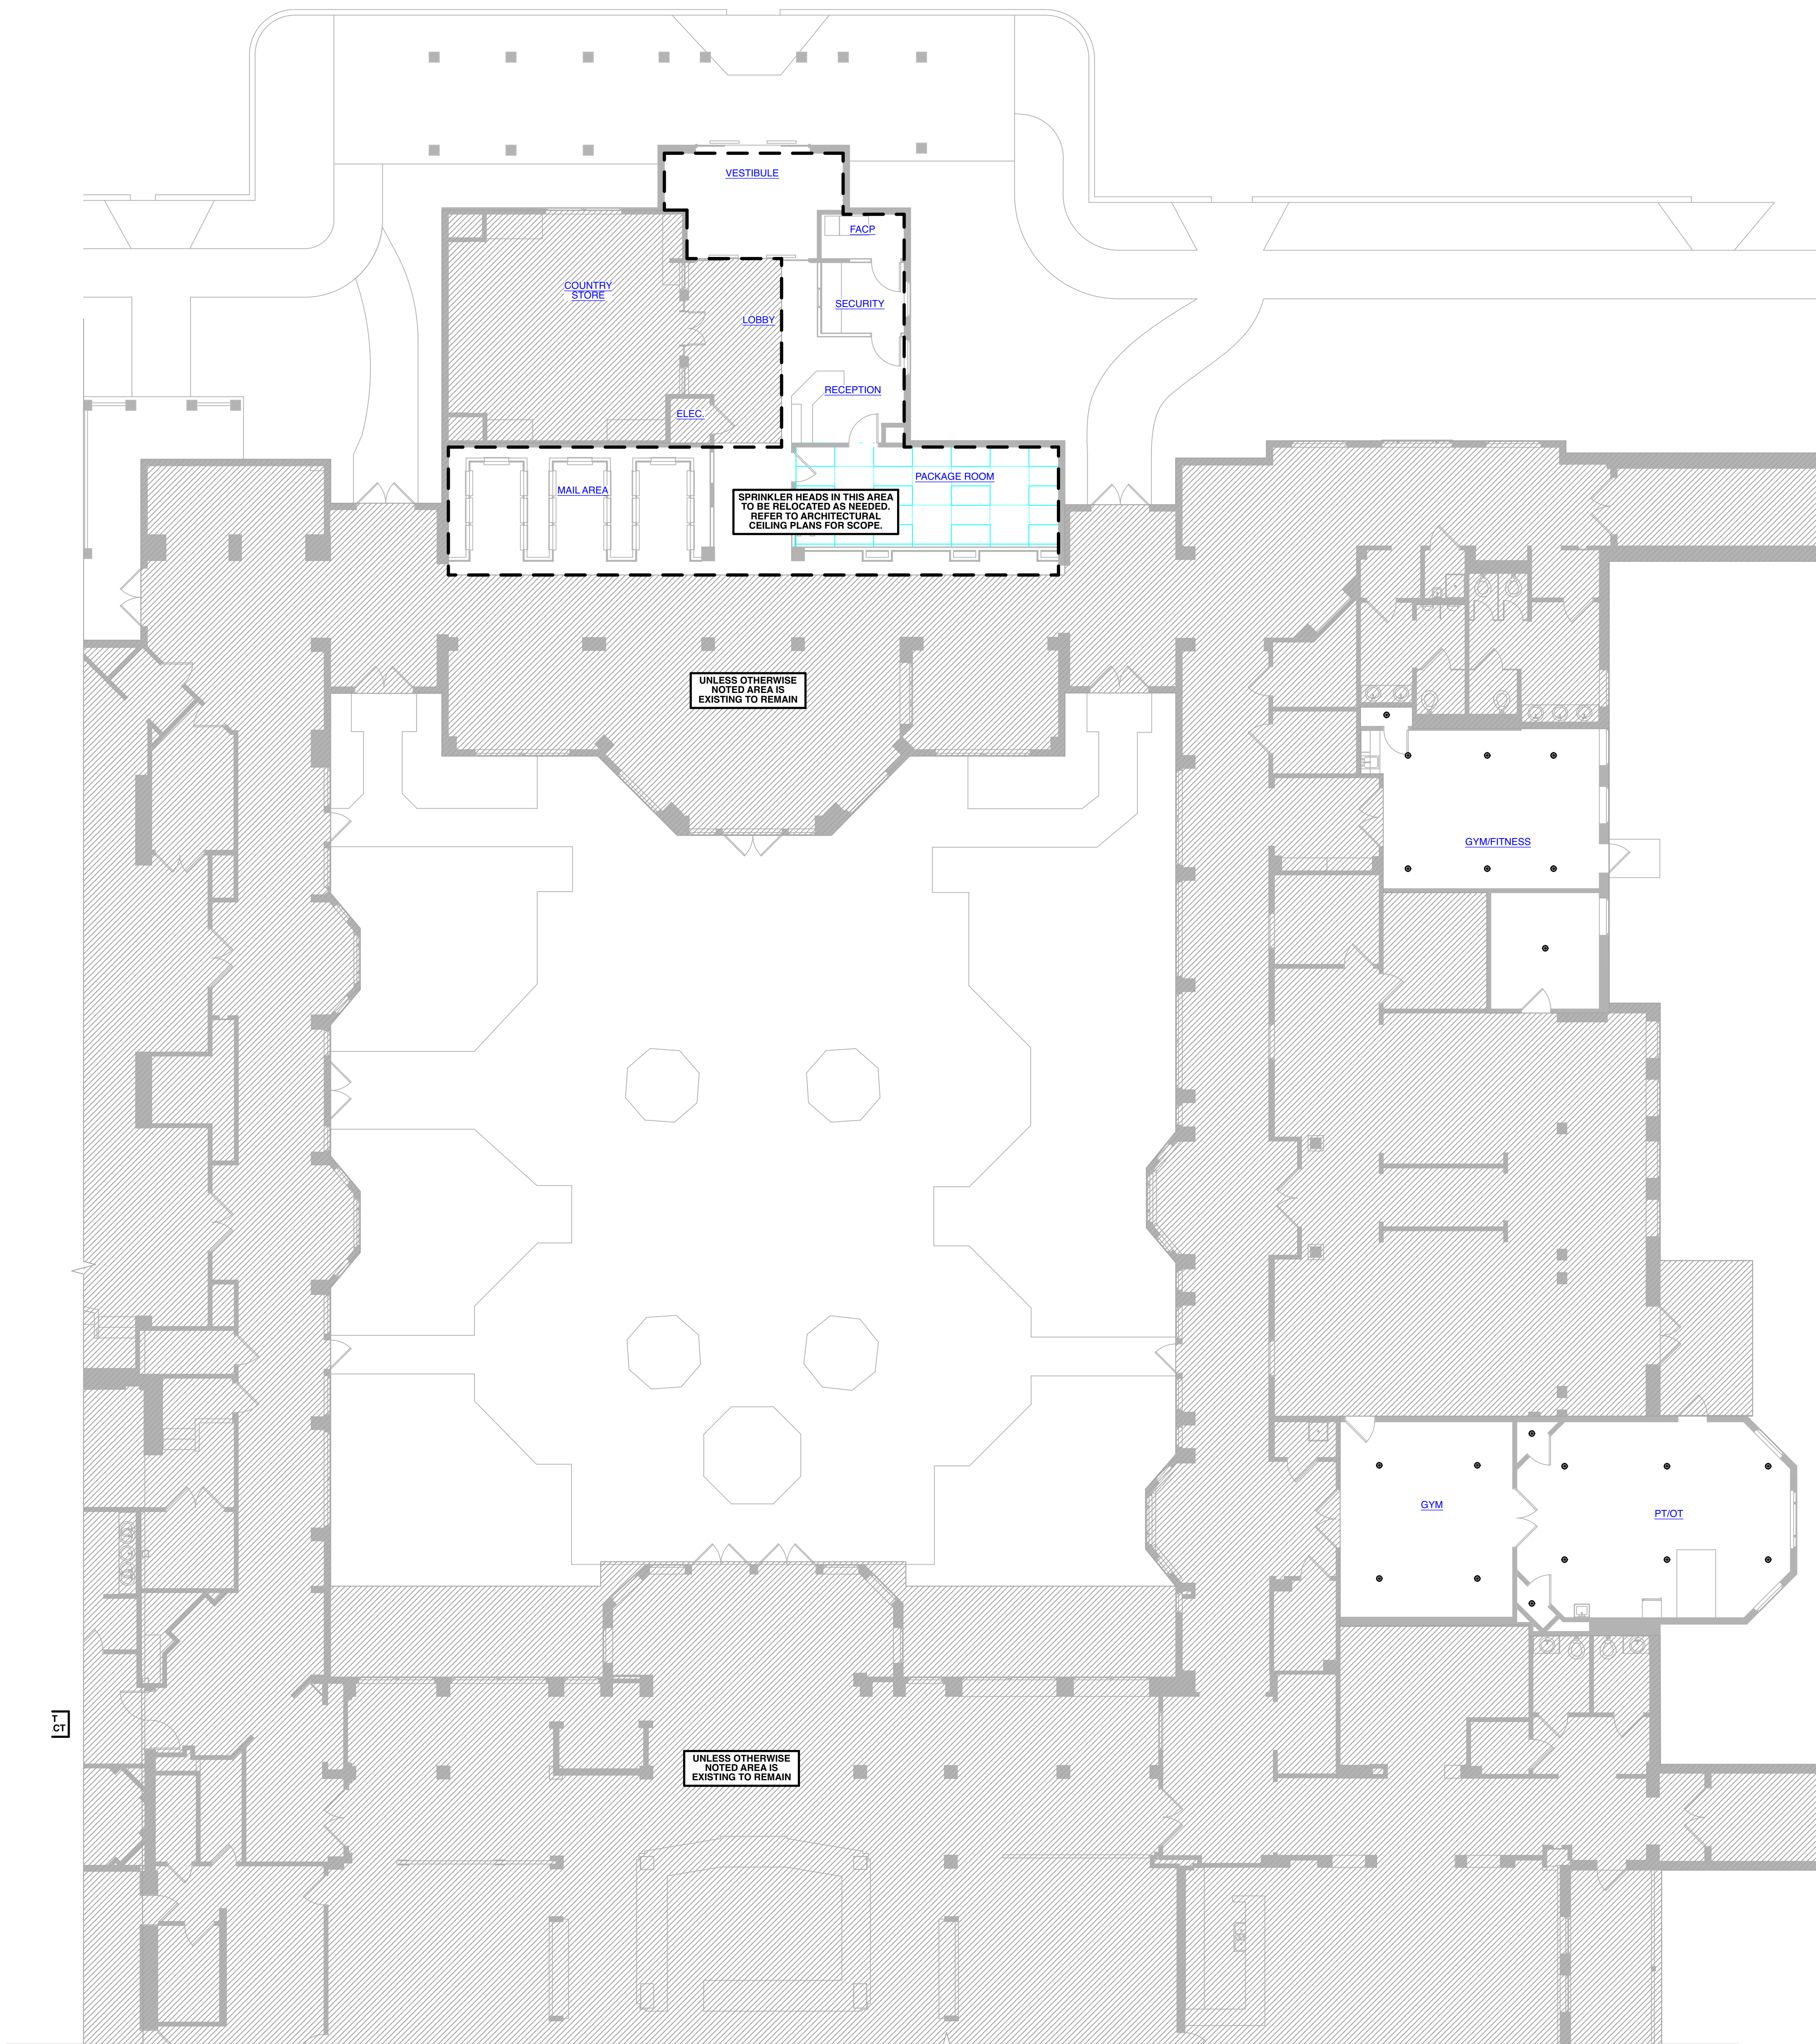 VESTIBULE
FACP
COUNTRY
STORE
SECURITY
LOBBY
RECEPTION
ELEC.
PACKAGE ROOM
MAIL AREA
SPRINKLER HEADS IN THIS AREA
TO BE RELOCATED AS NEEDED.
REFER TO ARCHITECTURAL
CEILING PLANS FOR SCOPE.
UNLESS OTHERWISE
NOTED AREA IS
EXISTING TO REMAIN
GYM/FITNESS
GYM
PT/OT
T
CT
UNLESS OTHERWISE
NOTED AREA IS
EXISTING TO REMAIN